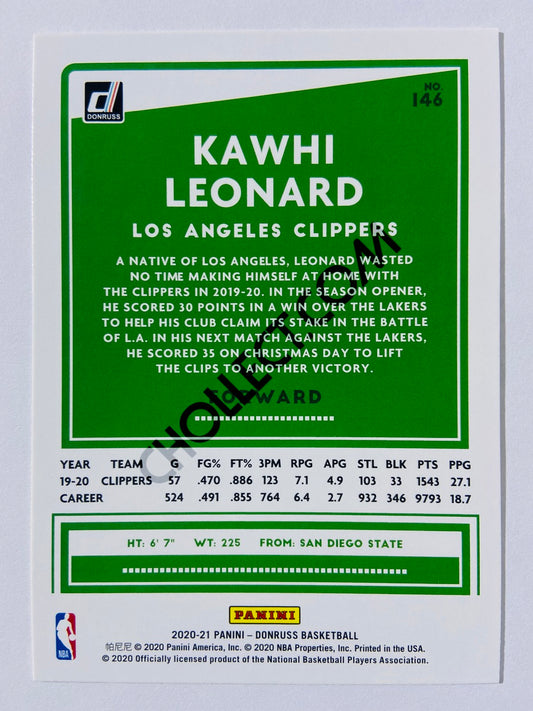 DONRUSS
NO.
146
KAWHI
LEONARD
LOS ANGELES CLIPPERS
A NATIVE OF LOS ANGELES, LEONARD WASTED
NO TIME MAKING HIMSELF AT HOME WITH
THE CLIPPERS IN 2019-20. IN THE SEASON OPENER,
HE SCORED 30 POINTS IN A WIN OVER THE LAKERS
TO HELP HIS CLUB CLAIM ITS STAKE IN THE BATTLE
OF L.A. IN HIS NEXT MATCH AGAINST THE LAKERS,
HE SCORED 35 ON CHRISTMAS DAY TO LIFT
THE CLIPS TO ANOTHER VICTORY.
FORWARD
CHOLLECT.COM
YEAR TEAM G FG% FT% 3PM RPG APG STL BLK PTS PPG
19-20 CLIPPERS 57 .470 .886 123 7.1 4.9 103 33 1543 27.1
CAREER 524 .491 .855 764 6.4 2.7 932 346 9793 18.7
HT: 6' 7" WT: 225 FROM: SAN DIEGO STATE
PANINI
NBA
2020-21 PANINI – DONRUSS BASKETBALL
帕尼尼 © 2020 Panini America, Inc. © 2020 NBA Properties, Inc. Printed in the USA.
© 2020 Officially licensed product of the National Basketball Players Association.